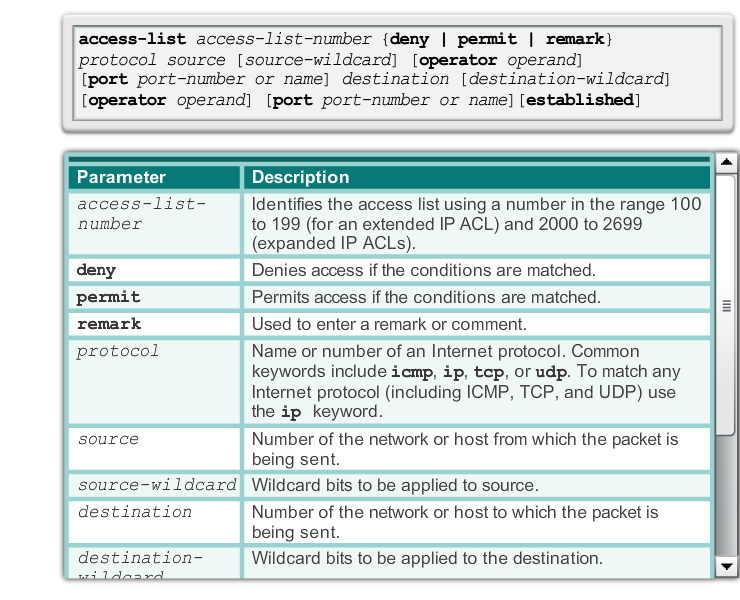 access-list access-list-number {deny | permit | remark}
protocol source [source-wildcard] [operator operand]
[port port-number or name] destination [destination-wildcard]
[operator operand] [port port-number or name][established]
Parameter Description
access-list-
number
Identifies the access list using a number in the range 100
to 199 (for an extended IP ACL) and 2000 to 2699
(expanded IP ACLs).
deny Denies access if the conditions are matched.
permit Permits access if the conditions are matched.
remark Used to enter a remark or comment.
protocol Name or number of an Internet protocol. Common
keywords include icmp, ip, tcp, or udp. To match any
Internet protocol (including ICMP, TCP, and UDP) use
the ip keyword.
source Number of the network or host from which the packet is
being sent.
source-wildcard Wildcard bits to be applied to source.
destination Number of the network or host to which the packet is
being sent.
destination- Wildcard bits to be applied to the destination.
wildcard